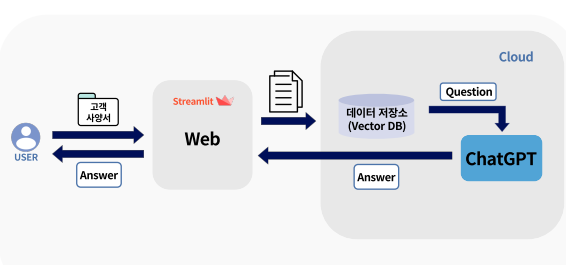 Cloud
Question
고객
사양서
Streamlit
데이터 저장소
(Vector DB)
Web
ChatGPT
USER
Answer
Answer